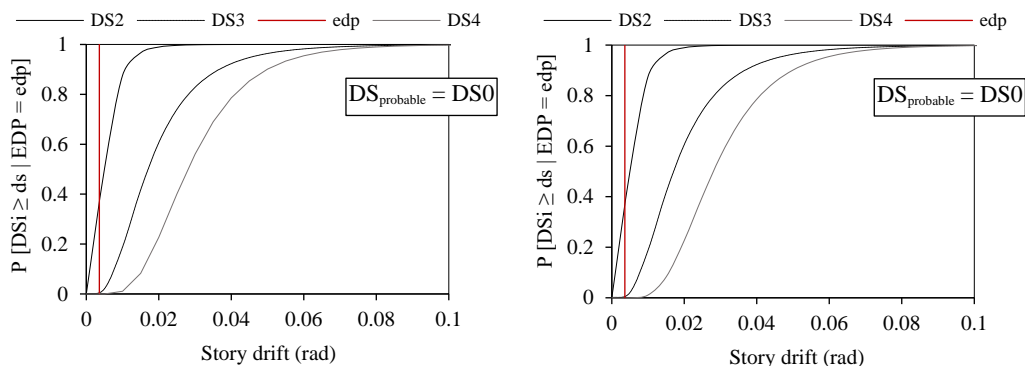 DS2 DS3 edp DS4
1
0.8
0.6
0.4
0.2
0
P [DSi ≥ ds | EDP = edp]
DSprobable = DS0
0 0.02 0.04 0.06 0.08 0.1
Story drift (rad)
DS2 DS3 DS4 edp
1
0.8
0.6
0.4
0.2
0
P [DSi ≥ ds | EDP = edp]
DSprobable = DS0
0 0.02 0.04 0.06 0.08 0.1
Story drift (rad)